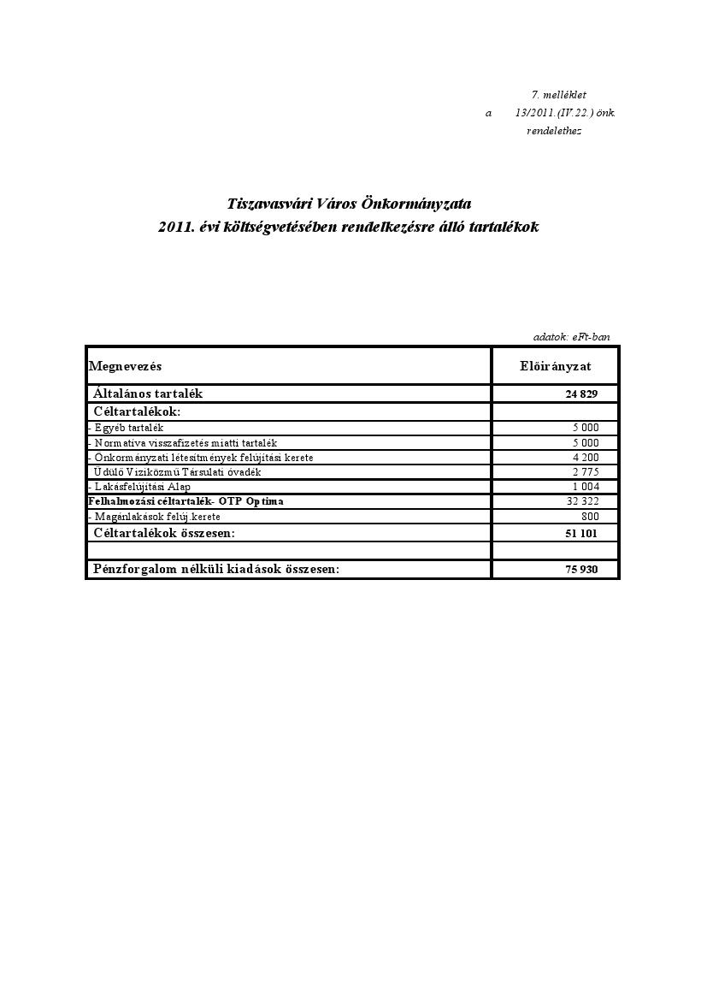 7. melléklet
a 13/2011.(IV.22.) önk.
rendelethez
Tiszavasvári Város Önkormányzata
2011. évi költségvetésében rendelkezésre álló tartalékok
adatok: eFt-ban
Megnevezés Előirányzat
Általános tartalék 24 829
Céltartalékok:
- Egyéb tartalék 5 000
- Normatíva visszafizetés miatti tartalék 5 000
- Önkormányzati létesítmények felújítási kerete 4 200
Üdülő Viziközmű Társulati óvadék 2 775
- Lakásfelújítási Alap 1 004
Felhalmozási céltartalék- OTP Optima 32 322
- Magánlakások felúj.kerete 800
Céltartalékok összesen: 51 101
Pénzforgalom nélküli kiadások összesen: 75 930